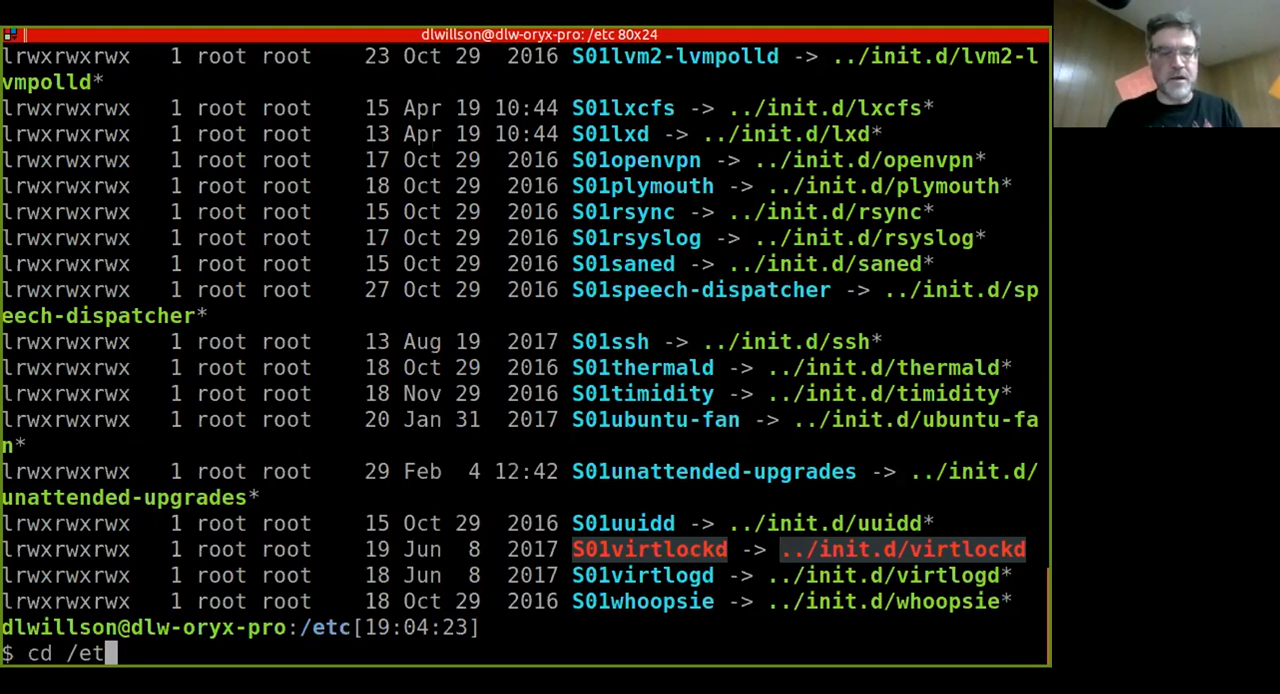 dlwillson@dlw-oryx-pro: /etc 80x24
lrwxrwxrwx   1 root root    23 Oct 29  2016 S01lvm2-lvmpolld -> ../init.d/lvm2-l
vmpolld*
lrwxrwxrwx   1 root root    15 Apr 19 10:44 S01lxcfs -> ../init.d/lxcfs*
lrwxrwxrwx   1 root root    13 Apr 19 10:44 S01lxd -> ../init.d/lxd*
lrwxrwxrwx   1 root root    17 Oct 29  2016 S01openvpn -> ../init.d/openvpn*
lrwxrwxrwx   1 root root    18 Oct 29  2016 S01plymouth -> ../init.d/plymouth*
lrwxrwxrwx   1 root root    15 Oct 29  2016 S01rsync -> ../init.d/rsync*
lrwxrwxrwx   1 root root    17 Oct 29  2016 S01rsyslog -> ../init.d/rsyslog*
lrwxrwxrwx   1 root root    15 Oct 29  2016 S01saned -> ../init.d/saned*
lrwxrwxrwx   1 root root    27 Oct 29  2016 S01speech-dispatcher -> ../init.d/sp
eech-dispatcher*
lrwxrwxrwx   1 root root    13 Aug 19  2017 S01ssh -> ../init.d/ssh*
lrwxrwxrwx   1 root root    18 Oct 29  2016 S01thermald -> ../init.d/thermald*
lrwxrwxrwx   1 root root    18 Nov 29  2016 S01timidity -> ../init.d/timidity*
lrwxrwxrwx   1 root root    20 Jan 31  2017 S01ubuntu-fan -> ../init.d/ubuntu-fa
n*
lrwxrwxrwx   1 root root    29 Feb  4 12:42 S01unattended-upgrades -> ../init.d/
unattended-upgrades*
lrwxrwxrwx   1 root root    15 Oct 29  2016 S01uuidd -> ../init.d/uuidd*
lrwxrwxrwx   1 root root    19 Jun  8  2017 S01virtlockd -> ../init.d/virtlockd
lrwxrwxrwx   1 root root    18 Jun  8  2017 S01virtlogd -> ../init.d/virtlogd*
lrwxrwxrwx   1 root root    18 Oct 29  2016 S01whoopsie -> ../init.d/whoopsie*
dlwillson@dlw-oryx-pro:/etc[19:04:23]
$ cd /et